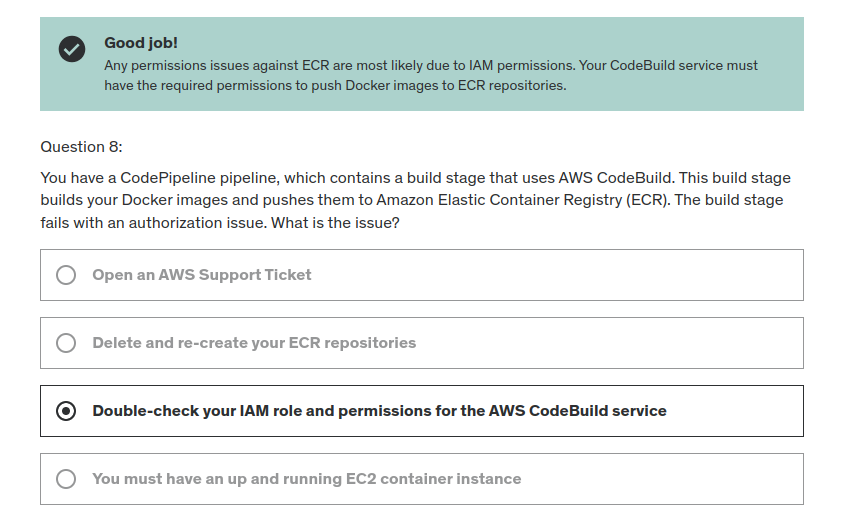 Good job!
Any permissions issues against ECR are most likely due to IAM permissions. Your CodeBuild service must
have the required permissions to push Docker images to ECR repositories.
Question 8:
You have a CodePipeline pipeline, which contains a build stage that uses AWS CodeBuild. This build stage
builds your Docker images and pushes them to Amazon Elastic Container Registry (ECR). The build stage
fails with an authorization issue. What is the issue?
Open an AWS Support Ticket
Delete and re-create your ECR repositories
Double-check your IAM role and permissions for the AWS CodeBuild service
You must have an up and running EC2 container instance